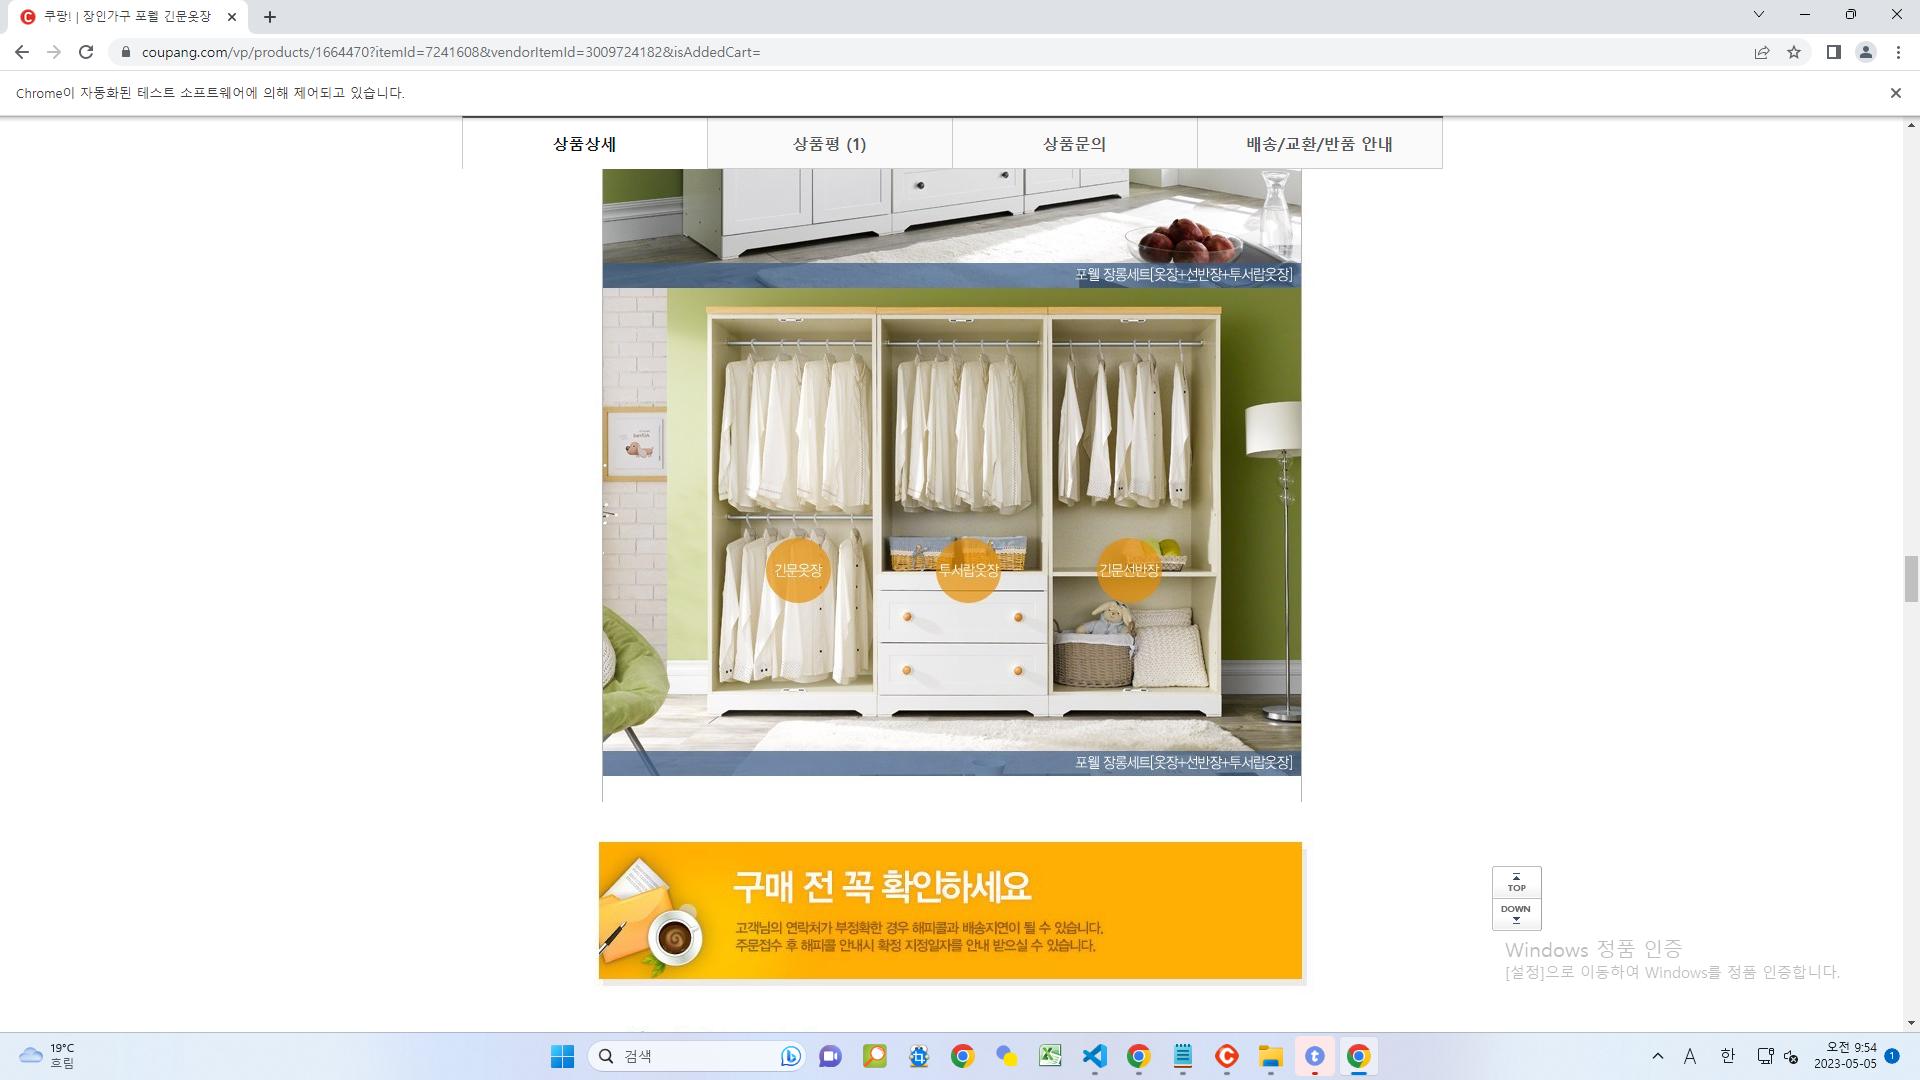 쿠팡! | 장인가구 포웰 긴문옷장
coupang.com/vp/products/1664470?itemId=7241608&vendorItemId=3009724182&isAddedCart=
Chrome이 자동화된 테스트 소프트웨어에 의해 제어되고 있습니다.
상품상세
상품평 (1)
상품문의
배송/교환/반품 안내
포웰 장롱세트[옷장+선반장+투서랍옷장]
긴문옷장
투서랍옷장
긴문선반장
포웰 장롱세트[옷장+선반장+투서랍옷장]
구매 전 꼭 확인하세요
고객님의 연락처가 부정확한 경우 해피콜과 배송지연이 될 수 있습니다.
주문접수 후 해피콜 안내시 확정 지정일자를 안내 받으실 수 있습니다.
TOP
DOWN
Windows 정품 인증
[설정]으로 이동하여 Windows를 정품 인증합니다.
19°C
흐림
검색
A
한
오전 9:54
2023-05-05
1